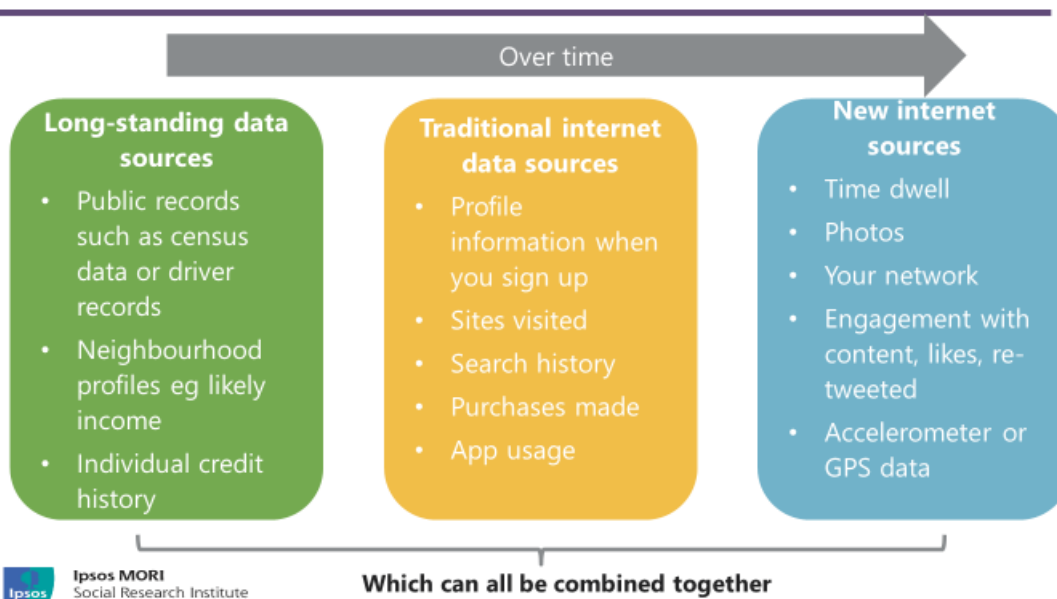 Over time
Long-standing data
sources
• Public records
such as census
data or driver
records
• Neighbourhood
profiles eg likely
income
• Individual credit
history
Traditional internet
data sources
• Profile
information when
you sign up
• Sites visited
• Search history
• Purchases made
• App usage
New internet
sources
• Time dwell
• Photos
• Your network
• Engagement with
content, likes, re-
tweeted
• Accelerometer or
GPS data
Which can all be combined together
Ipsos
Ipsos MORI
Social Research Institute